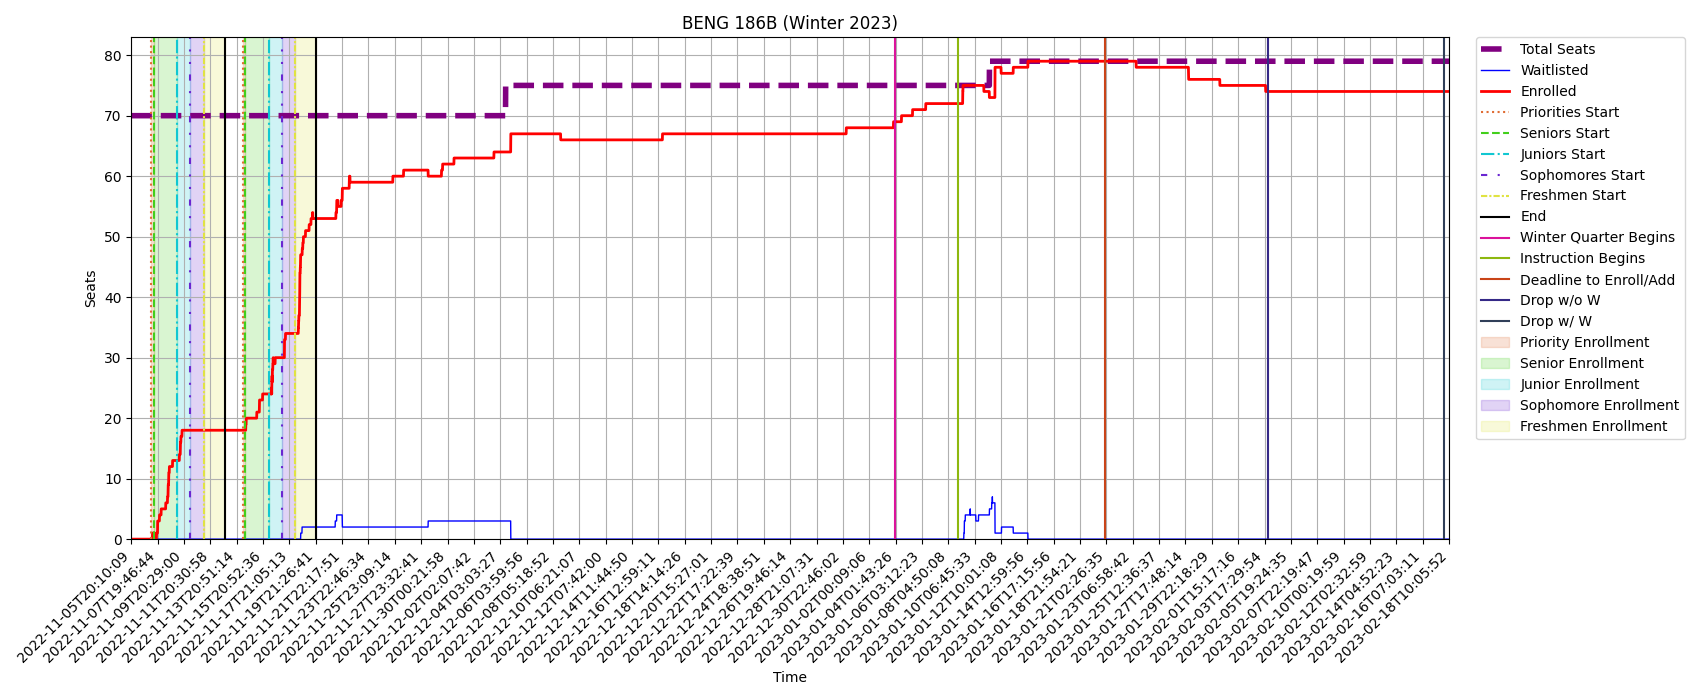 BENG 186B (Winter 2023)
Seats
80
70
60
50
40
30
20
10
0
2022-11-05T20:10:09
2022-11-07T19:46:44
2022-11-09T20:29:00
2022-11-11T20:30:58
2022-11-13T20:51:14
2022-11-15T20:52:36
2022-11-17T21:05:13
2022-11-19T21:26:41
2022-11-21T22:17:51
2022-11-23T22:46:34
2022-11-25T23:09:14
2022-11-27T23:32:41
2022-11-30T00:21:58
2022-12-02T02:07:42
2022-12-04T03:03:27
2022-12-06T03:59:56
2022-12-08T05:18:52
2022-12-10T06:21:07
2022-12-12T07:42:00
2022-12-14T11:44:50
2022-12-16T12:59:11
2022-12-18T14:14:26
2022-12-20T15:27:01
2022-12-22T17:22:39
2022-12-24T18:38:51
2022-12-26T19:46:14
2022-12-28T21:07:31
2022-12-30T22:46:02
2023-01-02T00:09:06
2023-01-04T01:43:26
2023-01-06T03:12:23
2023-01-08T04:50:08
2023-01-10T06:45:33
2023-01-12T10:01:08
2023-01-14T12:59:56
2023-01-16T17:15:56
2023-01-18T21:54:21
2023-01-21T02:26:35
2023-01-23T06:58:42
2023-01-25T12:36:37
2023-01-27T17:48:14
2023-01-29T22:18:29
2023-02-01T15:17:16
2023-02-03T17:29:54
2023-02-05T19:24:35
2023-02-07T22:19:47
2023-02-10T00:19:59
2023-02-12T02:32:59
2023-02-14T04:52:23
2023-02-16T07:03:11
2023-02-18T10:05:52
Time
Total Seats
Waitlisted
Enrolled
Priorities Start
Seniors Start
Juniors Start
Sophomores Start
Freshmen Start
End
Winter Quarter Begins
Instruction Begins
Deadline to Enroll/Add
Drop w/o W
Drop w/ W
Priority Enrollment
Senior Enrollment
Junior Enrollment
Sophomore Enrollment
Freshmen Enrollment